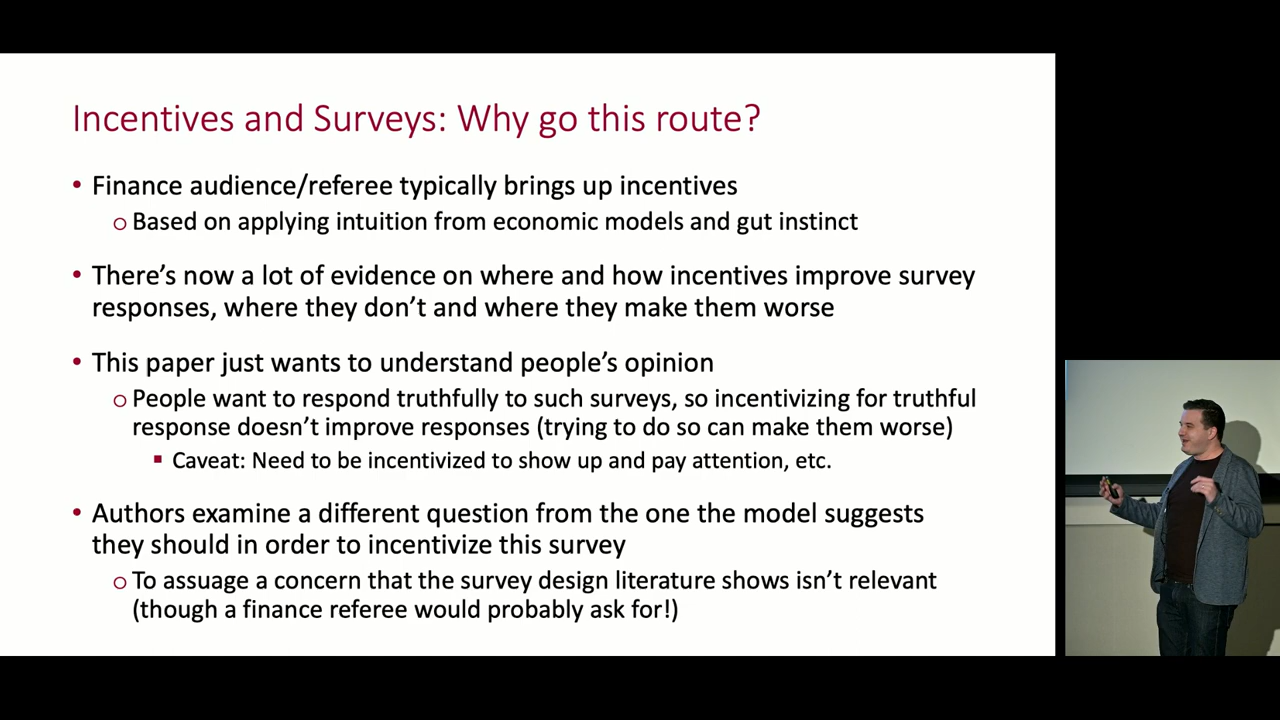 Incentives and Surveys: Why go this route?
• Finance audience/referee typically brings up incentives
o Based on applying intuition from economic models and gut instinct
• There's now a lot of evidence on where and how incentives improve survey
responses, where they don't and where they make them worse
• This paper just wants to understand people's opinion
o People want to respond truthfully to such surveys, so incentivizing for truthful
response doesn't improve responses (trying to do so can make them worse)
▪ Caveat: Need to be incentivized to show up and pay attention, etc.
• Authors examine a different question from the one the model suggests
they should in order to incentivize this survey
o To assuage a concern that the survey design literature shows isn't relevant
(though a finance referee would probably ask for!)